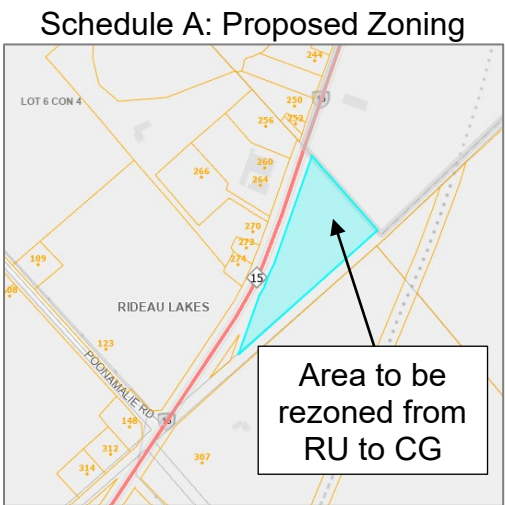 Schedule A: Proposed Zoning
244
15
LOT 6 CON 4
250
252
256
260
266
264
270
272
109
274
15
RIDEAU LAKES
123
POONAMALIE RD
148
15
312
307
314
Area to be
rezoned from
RU to CG